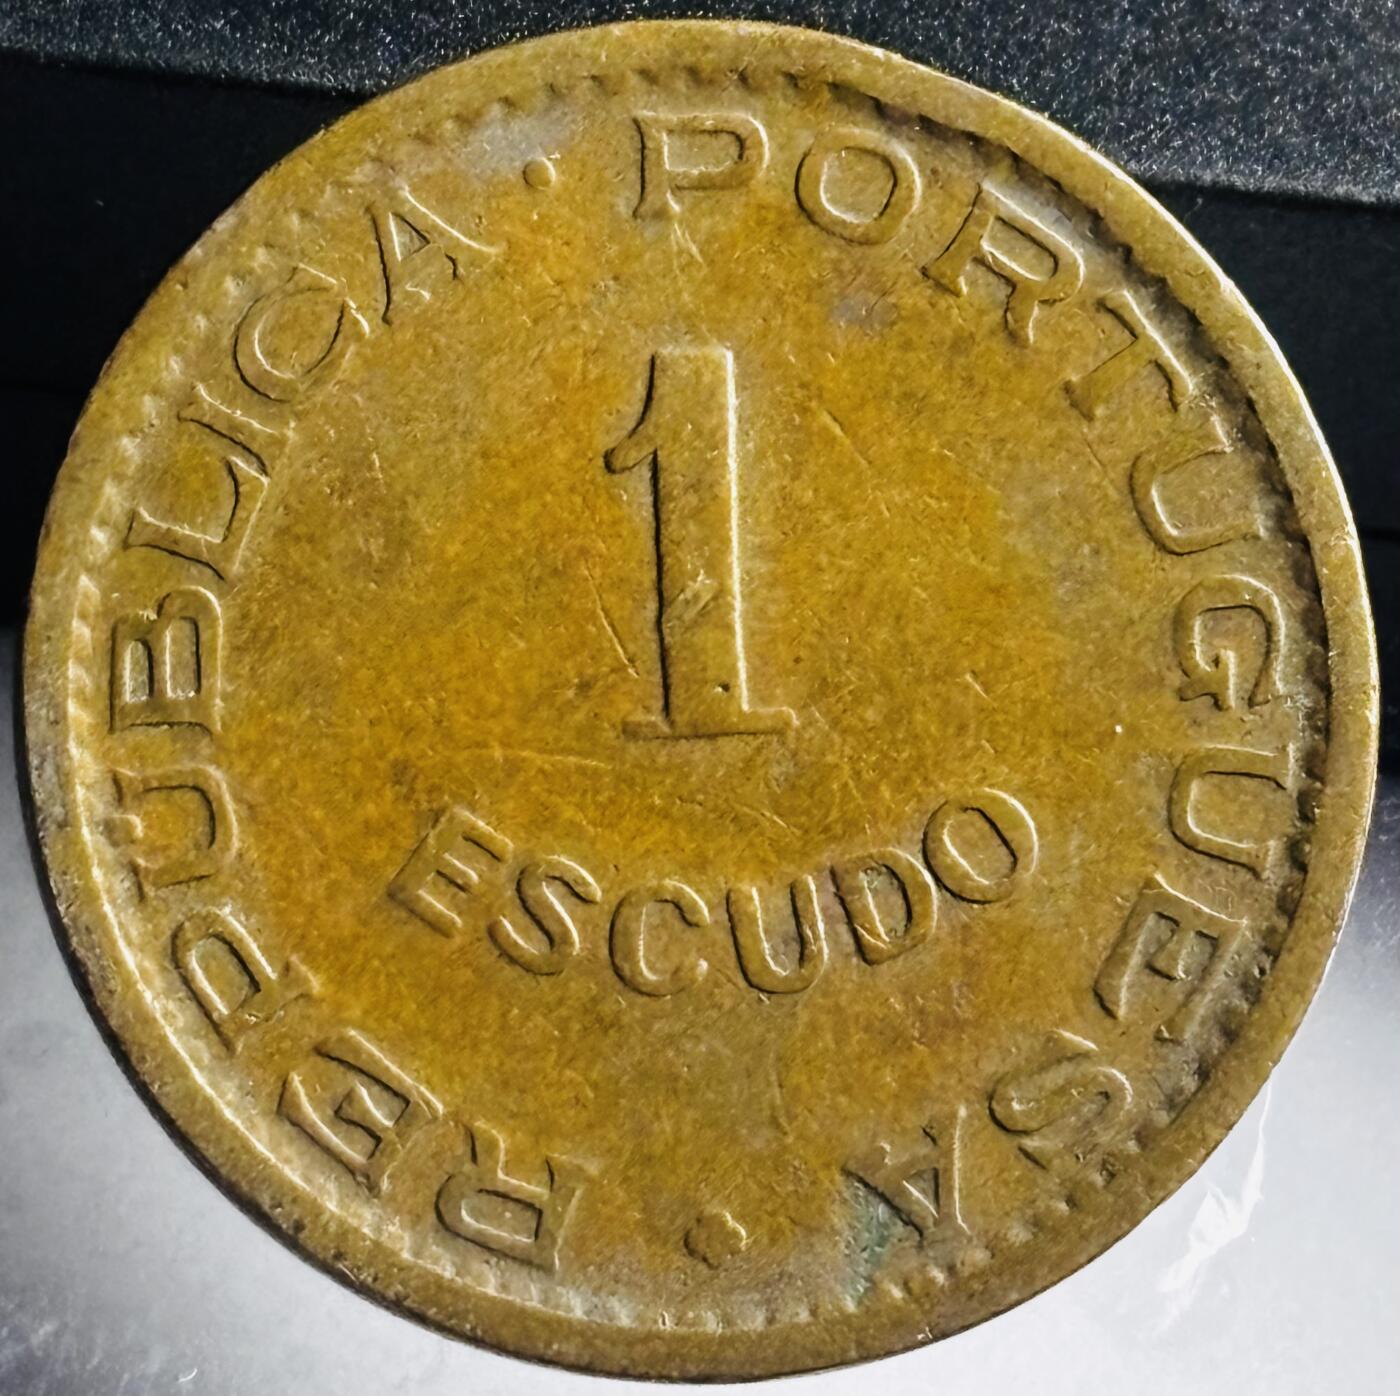 REPUBLICA · PORTUGUESA ·
1
ESCUDO